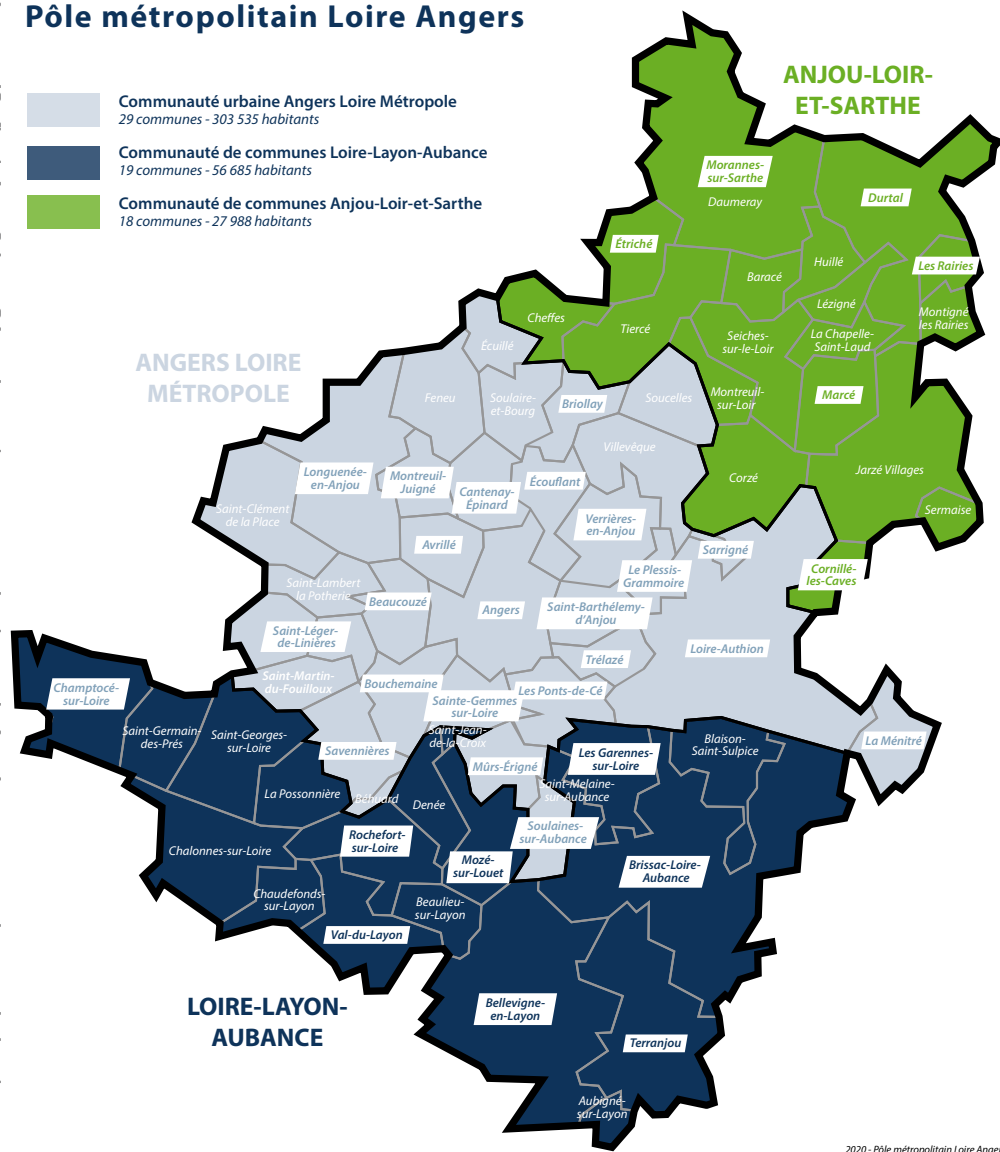 Pôle métropolitain Loire Angers
Communauté urbaine Angers Loire Métropole
29 communes - 303 535 habitants
Communauté de communes Loire-Layon-Aubance
19 communes - 56 685 habitants
Communauté de communes Anjou-Loir-et-Sarthe
18 communes - 27 988 habitants
ANJOU-LOIR-
ET-SARTHE
Morannes-
sur-Sarthe
Daumeray
Durtal
Étriché
Huillé
Les Rairies
Baracé
Lézigné
Montigné
les Rairies
Cheffes
Tiercé
Seiches-
sur-le-Loir
La Chapelle-
Saint-Laud
Montreuil-
sur-Loir
Marcé
Corzé
Jarzé Villages
Sermaise
Cornillé-
les-Caves
ANGERS LOIRE
MÉTROPOLE
Écuillé
Feneu
Soulaire-
et-Bourg
Briollay
Soucelles
Villevêque
Longuenée-
en-Anjou
Montreuil-
Juigné
Cantenay-
Épinard
Écouflant
Saint-Clément
de la Place
Verrières-
en-Anjou
Avrillé
Sarrigné
Le Plessis-
Grammoire
Saint-Lambert
la Potherie
Beaucouzé
Angers
Saint-Barthélemy-
d'Anjou
Saint-Léger-
de-Linières
Loire-Authion
Trélazé
Saint-Martin-
du-Fouilloux
Bouchemaine
Les Ponts-de-Cé
Sainte-Gemmes
sur-Loire
Savennières
Saint-Jean-
de-la-Croix
Mûrs-Érigné
La Ménitré
Béhuard
Soulaines-
sur-Aubance
Champtocé-
sur-Loire
Saint-Germain-
des-Prés
Saint-Georges-
sur-Loire
Les Garennes-
sur-Loire
Blaison-
Saint-Sulpice
Saint-Melaine-
sur-Aubance
La Possonnière
Denée
Rochefort-
sur-Loire
Chalonnes-sur-Loire
Mozé-
sur-Louet
Brissac-Loire-
Aubance
Chaudefonds-
sur-Layon
Beaulieu-
sur-Layon
Val-du-Layon
LOIRE-LAYON-
AUBANCE
Bellevigne-
en-Layon
Terranjou
Aubigné-
sur-Layon
2020 - Pôle métropolitain Loire Anger